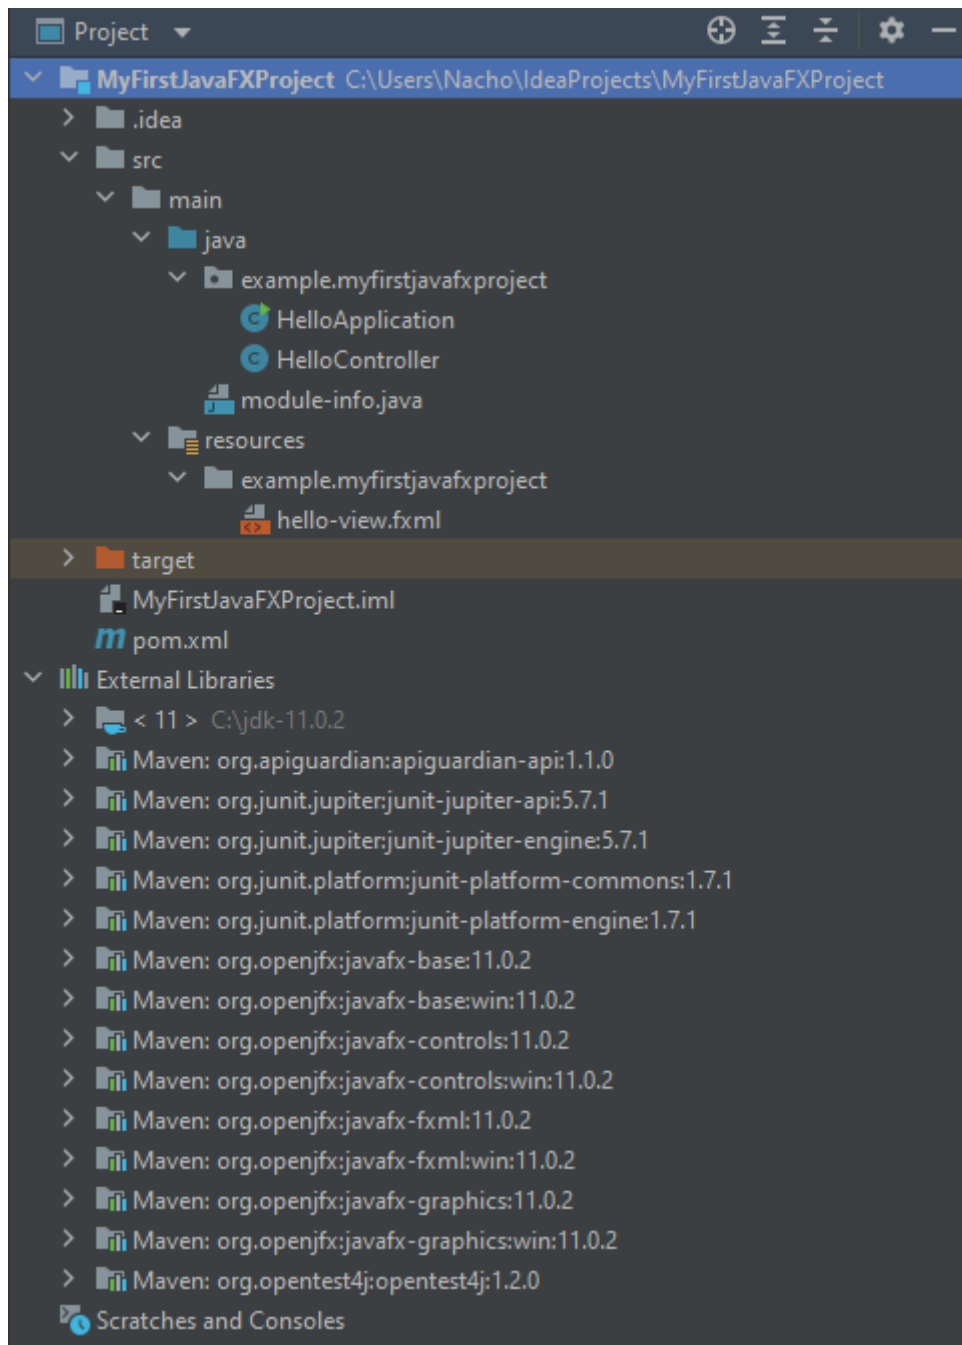 Project
MyFirstJavaFXProject C:\Users\Nacho\IdeaProjects\MyFirstJavaFXProject
.idea
src
main
java
example.myfirstjavafxproject
HelloApplication
HelloController
module-info.java
resources
example.myfirstjavafxproject
hello-view.fxml
target
MyFirstJavaFXProject.iml
pom.xml
External Libraries
< 11 > C:\jdk-11.0.2
Maven: org.apiguardian:apiguardian-api:1.1.0
Maven: org.junit.jupiter:junit-jupiter-api:5.7.1
Maven: org.junit.jupiter:junit-jupiter-engine:5.7.1
Maven: org.junit.platform:junit-platform-commons:1.7.1
Maven: org.junit.platform:junit-platform-engine:1.7.1
Maven: org.openjfx:javafx-base:11.0.2
Maven: org.openjfx:javafx-base:win:11.0.2
Maven: org.openjfx:javafx-controls:11.0.2
Maven: org.openjfx:javafx-controls:win:11.0.2
Maven: org.openjfx:javafx-fxml:11.0.2
Maven: org.openjfx:javafx-fxml:win:11.0.2
Maven: org.openjfx:javafx-graphics:11.0.2
Maven: org.openjfx:javafx-graphics:win:11.0.2
Maven: org.opentest4j:opentest4j:1.2.0
Scratches and Consoles